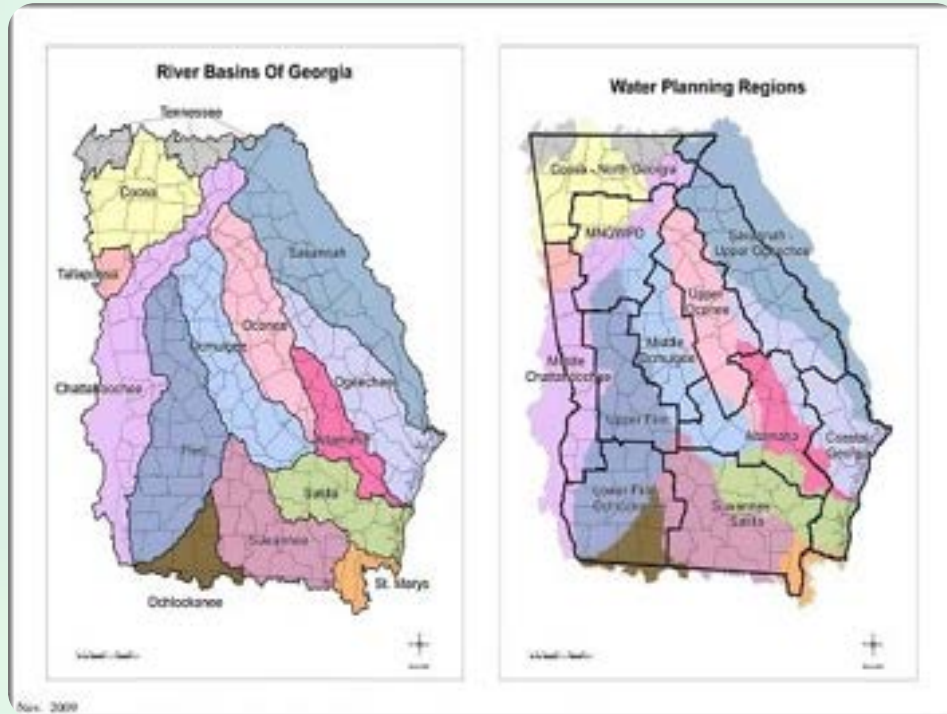 River Basins Of Georgia
Tennessee
Coosa
Savannah
Tallapoosa
Oconee
Ocmulgee
Ogeechee
Chattahoochee
Altamaha
Flint
Satilla
Suwannee
St. Marys
Ochlockonee
Water Planning Regions
Coosa - North Georgia
MNGWPD
Savannah -
Upper Ogeechee
Upper
Oconee
Middle
Ocmulgee
Middle
Chattahoochee
Upper Flint
Altamaha
Coastal
Georgia
Lower Flint
Ochlockonee
Suwannee
Satilla
Nov. 2009